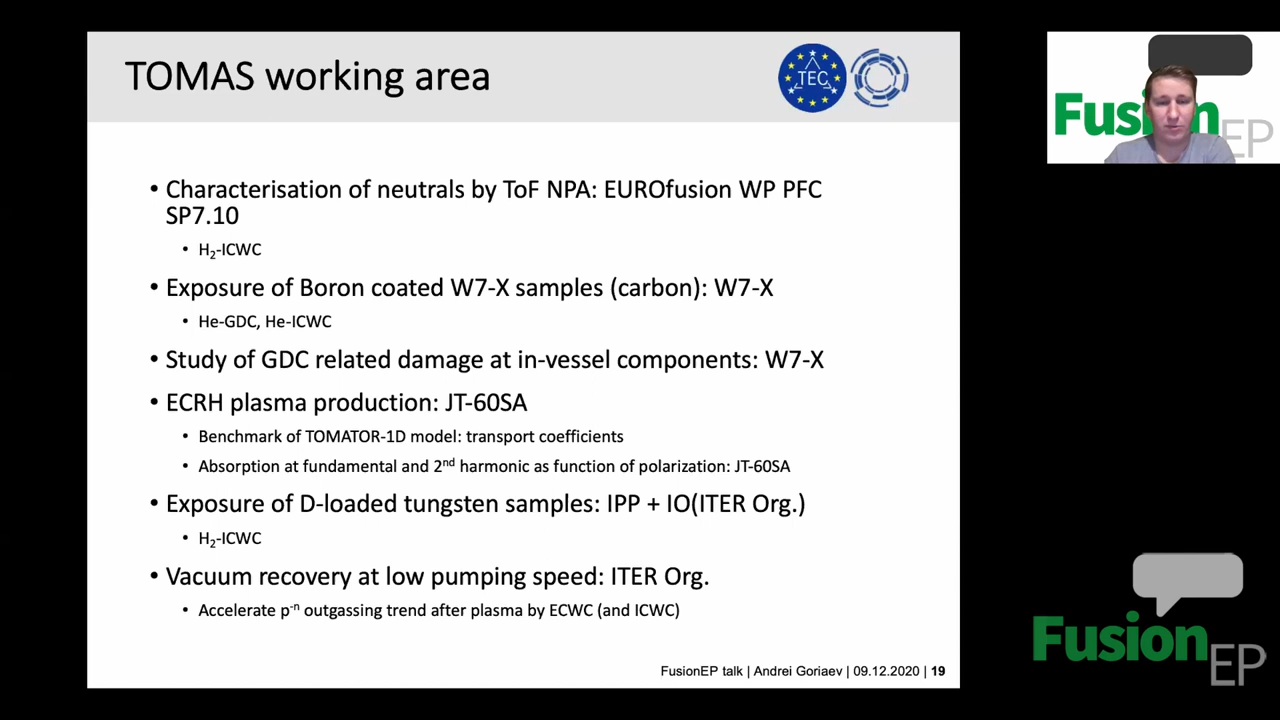 TOMAS working area
TEC
• Characterisation of neutrals by ToF NPA: EUROfusion WP PFC
SP7.10
• H₂-ICWC
• Exposure of Boron coated W7-X samples (carbon): W7-X
• He-GDC, He-ICWC
• Study of GDC related damage at in-vessel components: W7-X
• ECRH plasma production: JT-60SA
• Benchmark of TOMATOR-1D model: transport coefficients
• Absorption at fundamental and 2ⁿᵈ harmonic as function of polarization: JT-60SA
• Exposure of D-loaded tungsten samples: IPP + IO(ITER Org.)
• H₂-ICWC
• Vacuum recovery at low pumping speed: ITER Org.
• Accelerate p⁻ⁿ outgassing trend after plasma by ECWC (and ICWC)
FusionEP talk | Andrei Goriaev | 09.12.2020 | 19
Fusion
EP
Fusion
EP